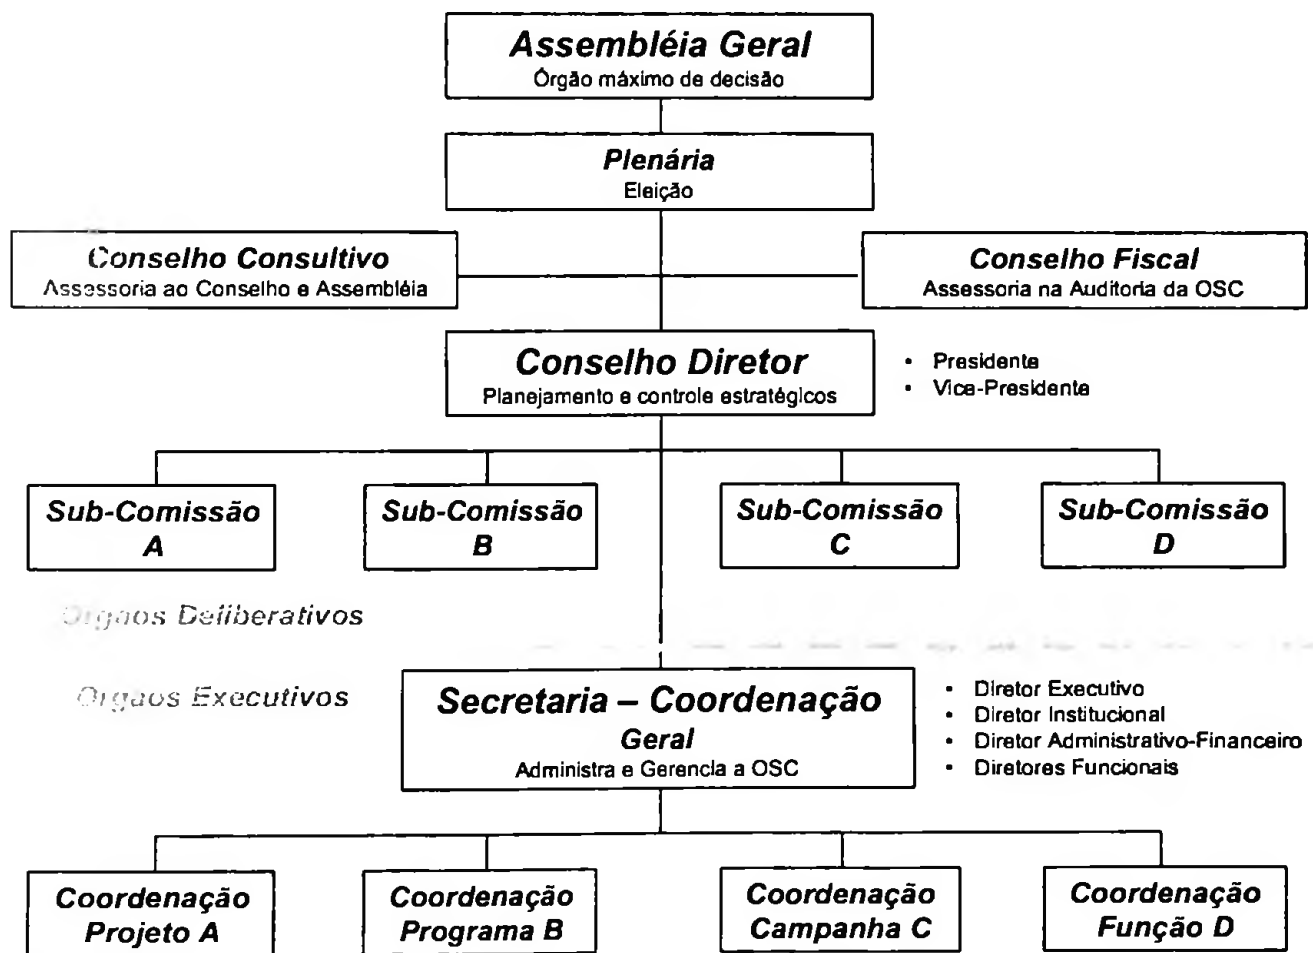 Assembléia Geral
Órgão máximo de decisão
Plenária
Eleição
Conselho Consultivo
Assessoria ao Conselho e Assembléia
Conselho Fiscal
Assessoria na Auditoria da OSC
Conselho Diretor
Planejamento e controle estratégicos
• Presidente
• Vice-Presidente
Sub-Comissão
A
Sub-Comissão
B
Sub-Comissão
C
Sub-Comissão
D
Orgaos Deliberativos
Orgaos Executivos
Secretaria – Coordenação
Geral
Administra e Gerencia a OSC
• Diretor Executivo
• Diretor Institucional
• Diretor Administrativo-Financeiro
• Diretores Funcionais
Coordenação
Projeto A
Coordenação
Programa B
Coordenação
Campanha C
Coordenação
Função D